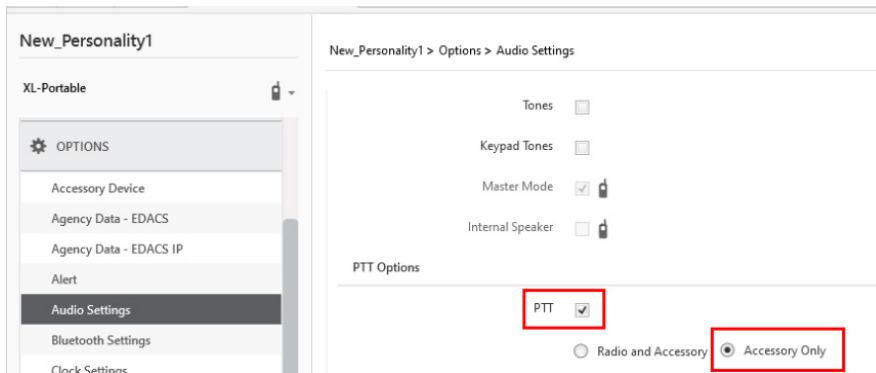 New_Personality1
New_Personality1 > Options > Audio Settings
XL-Portable
OPTIONS
Accessory Device
Agency Data - EDACS
Agency Data - EDACS IP
Alert
Audio Settings
Bluetooth Settings
Clock Settings
Tones
Keypad Tones
Master Mode
Internal Speaker
PTT Options
PTT
Radio and Accessory
Accessory Only